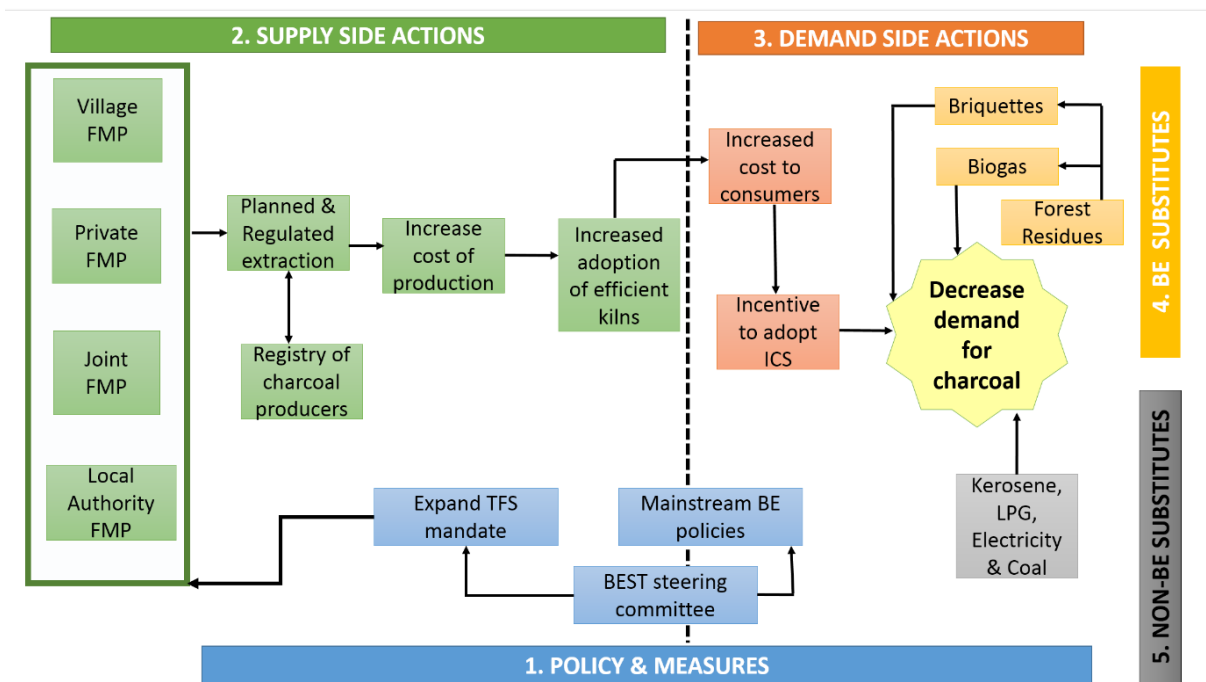 2. SUPPLY SIDE ACTIONS
3. DEMAND SIDE ACTIONS
Village
FMP
Private
FMP
Joint
FMP
Local
Authority
FMP
Planned &
Regulated
extraction
Registry of
charcoal
producers
Increase
cost of
production
Increased
adoption
of efficient
kilns
Increased
cost to
consumers
Incentive
to adopt
ICS
Briquettes
Biogas
Forest
Residues
Decrease
demand
for
charcoal
Kerosene,
LPG,
Electricity
& Coal
Expand TFS
mandate
Mainstream BE
policies
BEST steering
committee
1. POLICY & MEASURES
4. BE SUBSTITUTES
5. NON-BE SUBSTITUTES